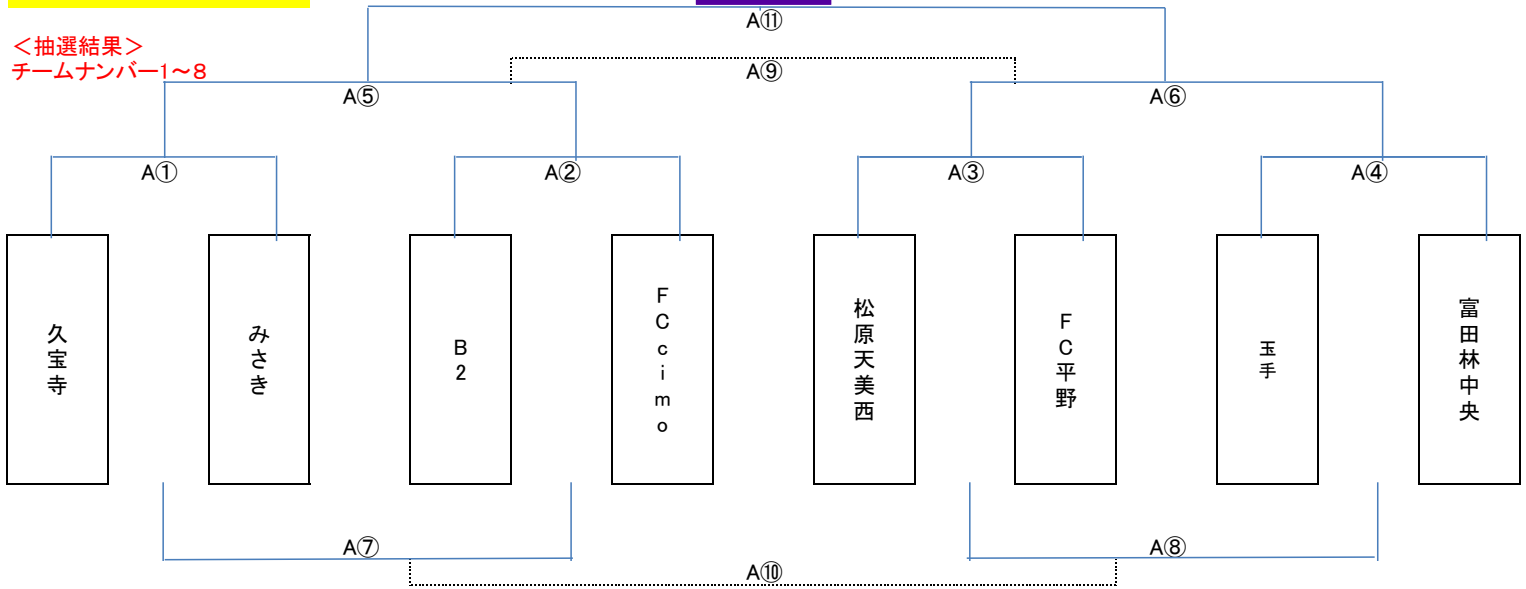 A⑪
＜抽選結果＞
チームナンバー1～8
A⑨
A⑤
A⑥
A①
A②
A③
A④
久宝寺
みさき
B2
FCcimo
松原天美西
FC平野
玉手
富田林中央
A⑦
A⑧
A⑩